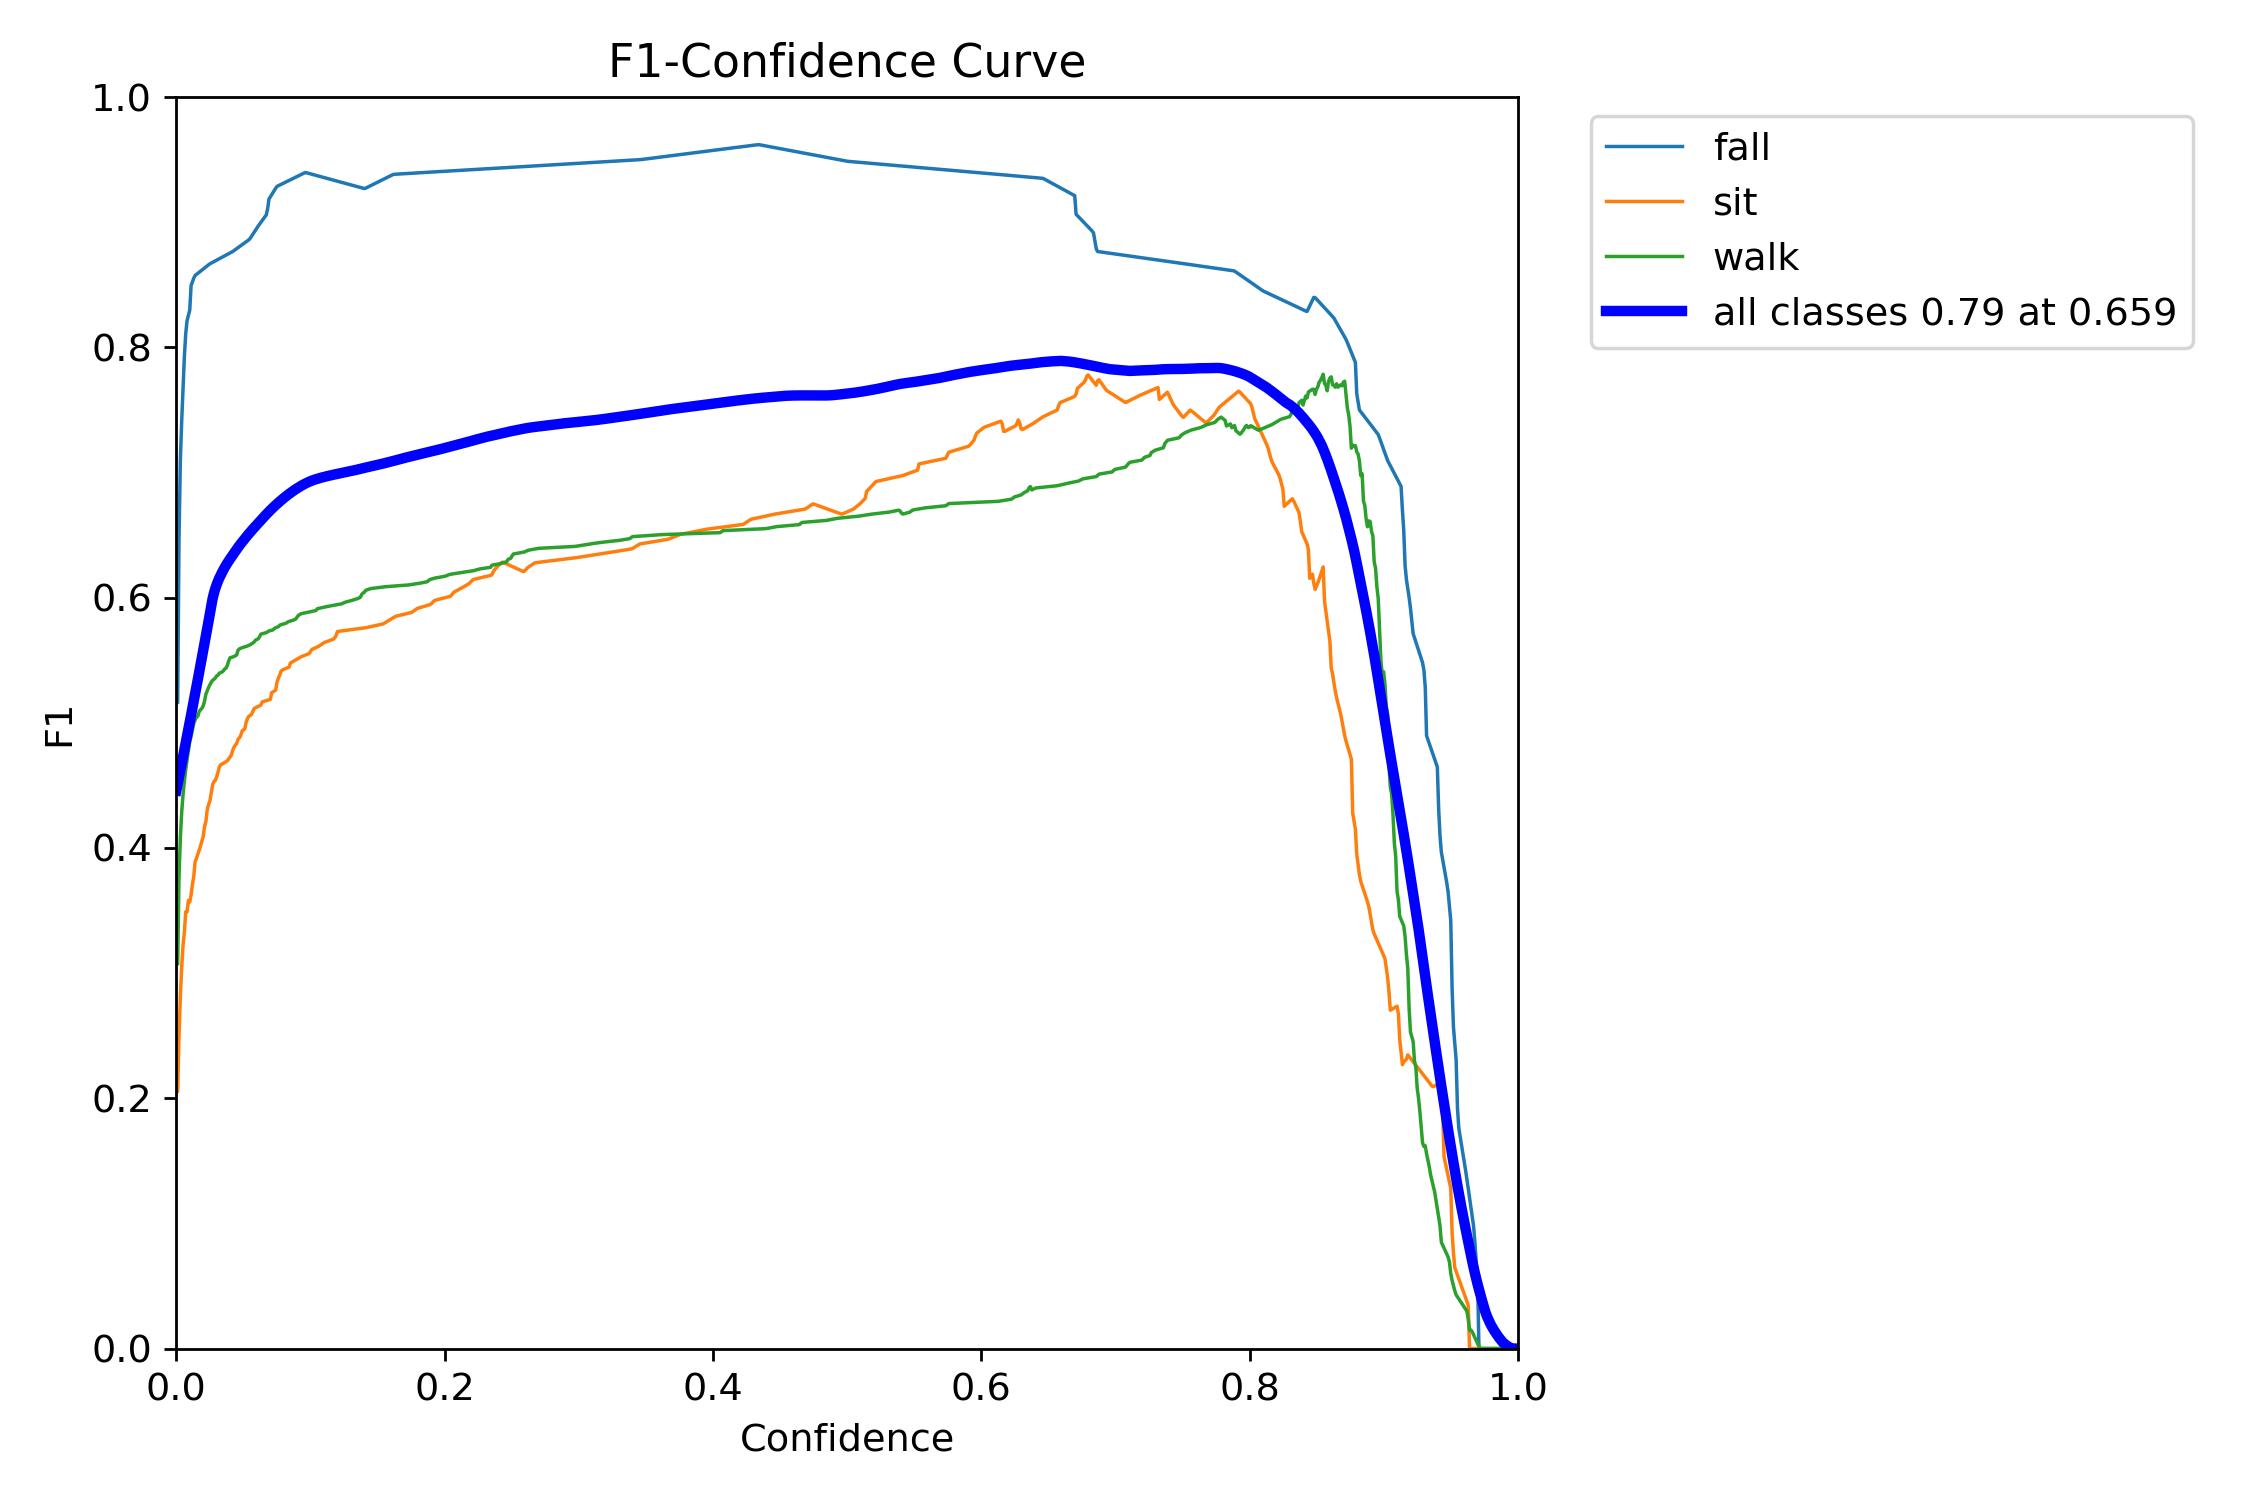 F1-Confidence Curve
1.0
0.8
0.6
0.4
0.2
0.0
F1
0.0 0.2 0.4 0.6 0.8 1.0
Confidence
fall
sit
walk
all classes 0.79 at 0.659